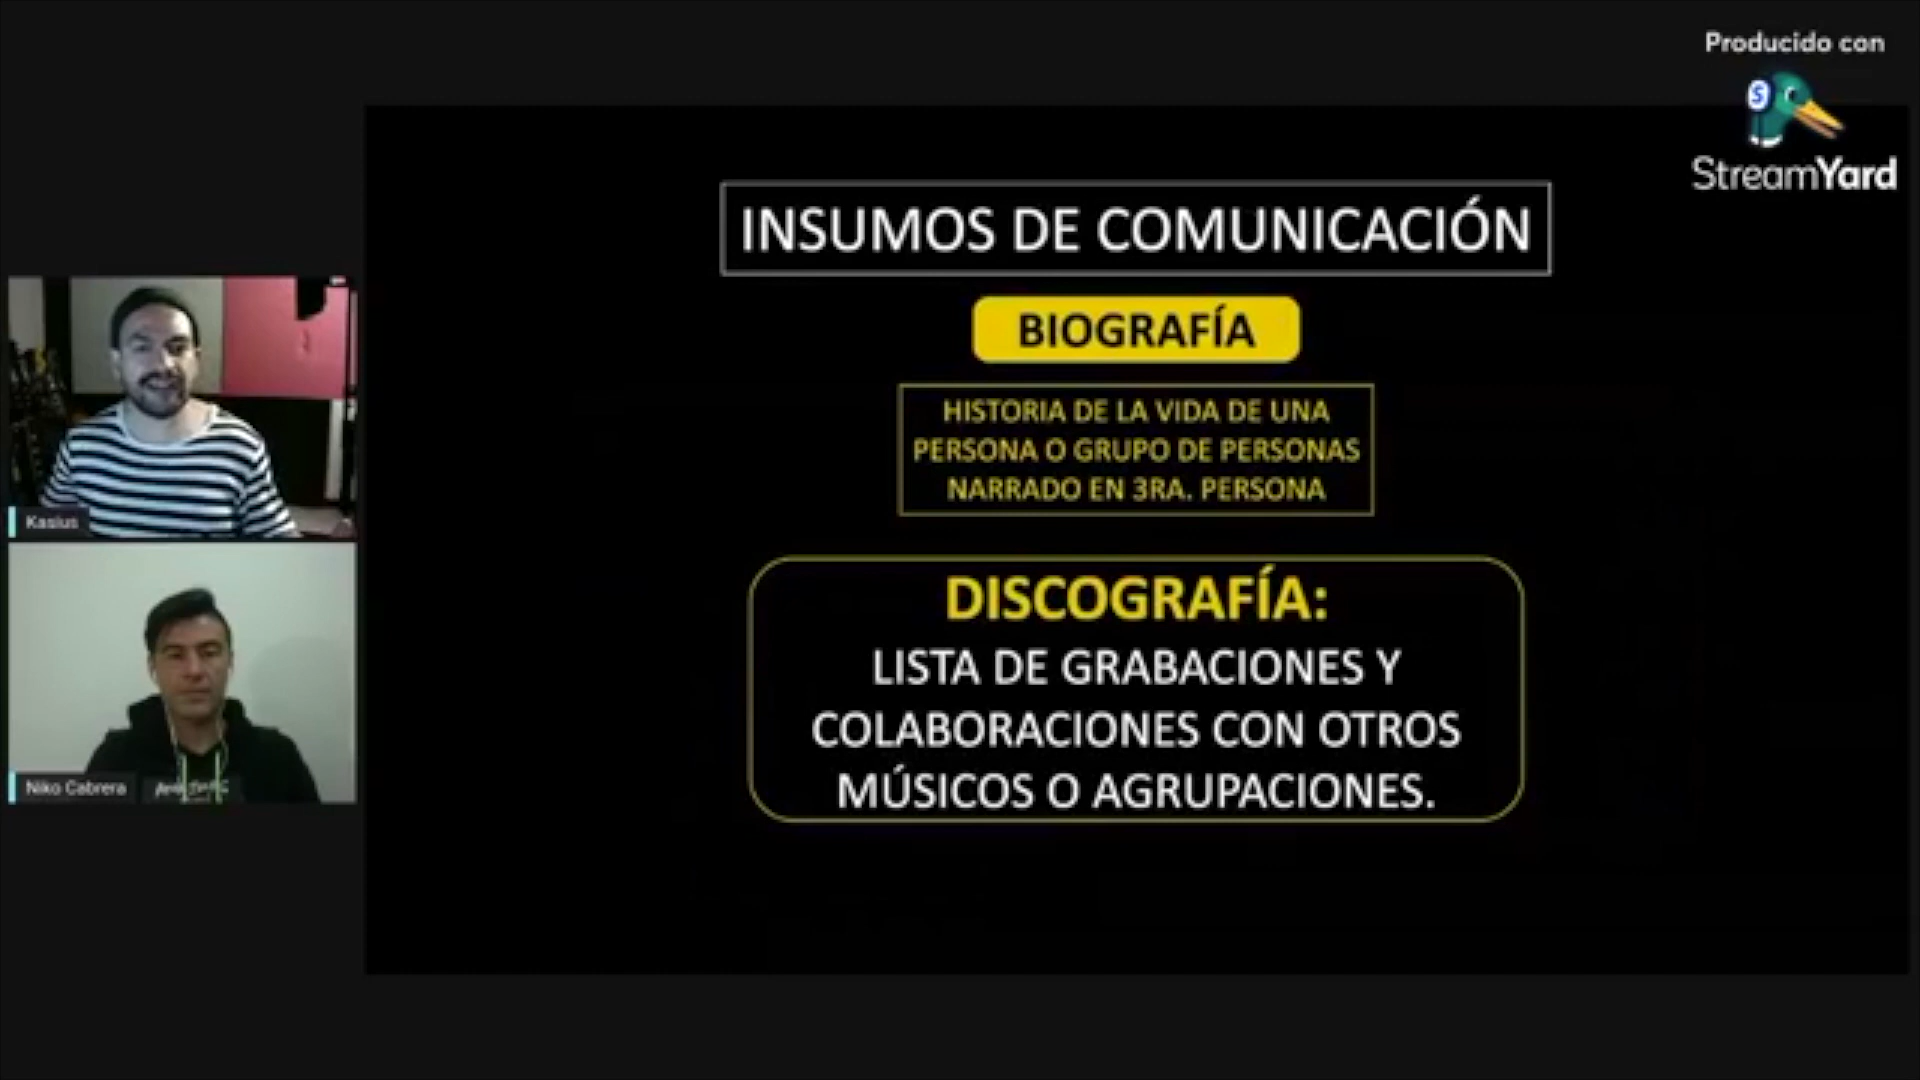 Producido con
StreamYard
INSUMOS DE COMUNICACIÓN
BIOGRAFÍA
HISTORIA DE LA VIDA DE UNA
PERSONA O GRUPO DE PERSONAS
NARRADO EN 3RA. PERSONA
DISCOGRAFÍA:
LISTA DE GRABACIONES Y
COLABORACIONES CON OTROS
MÚSICOS O AGRUPACIONES.
Kasius
Niko Cabrera